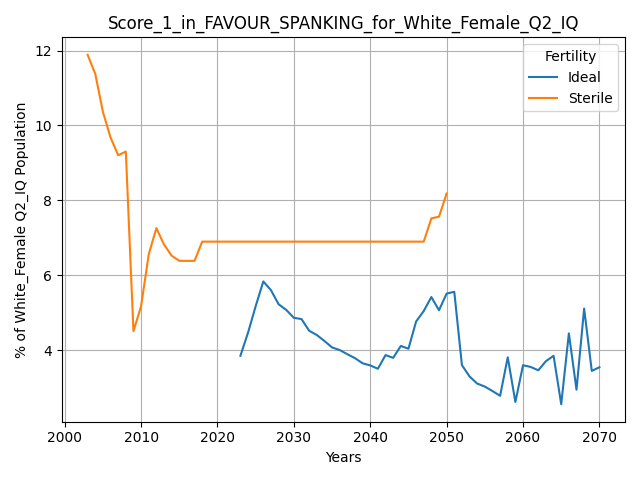 Score_1_in_FAVOUR_SPANKING_for_White_Female_Q2_IQ
% of White_Female Q2_IQ Population
12
10
8
6
4
Fertility
Ideal
Sterile
2000 2010 2020 2030 2040 2050 2060 2070
Years